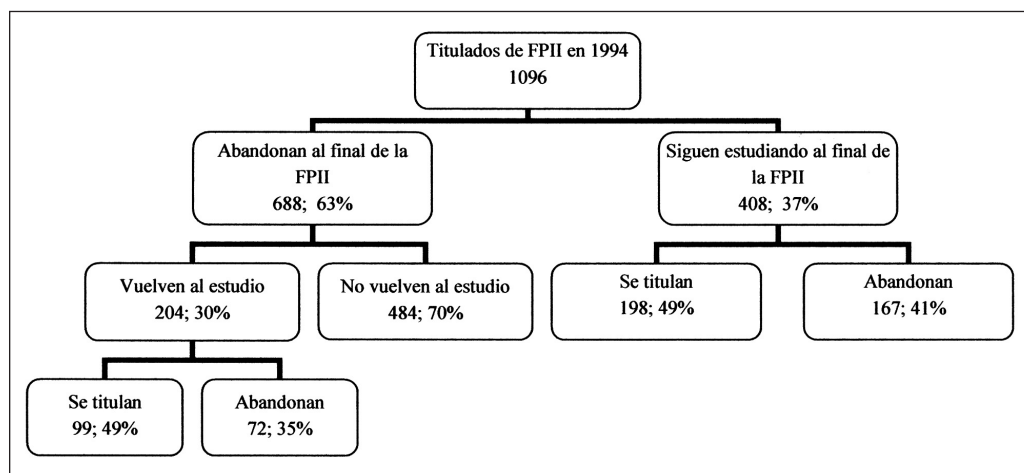 Titulados de FPII en 1994
1096
Abandonan al final de la
FPII
688; 63%
Siguen estudiando al final de
la FPII
408; 37%
Vuelven al estudio
204; 30%
No vuelven al estudio
484; 70%
Se titulan
198; 49%
Abandonan
167; 41%
Se titulan
99; 49%
Abandonan
72; 35%